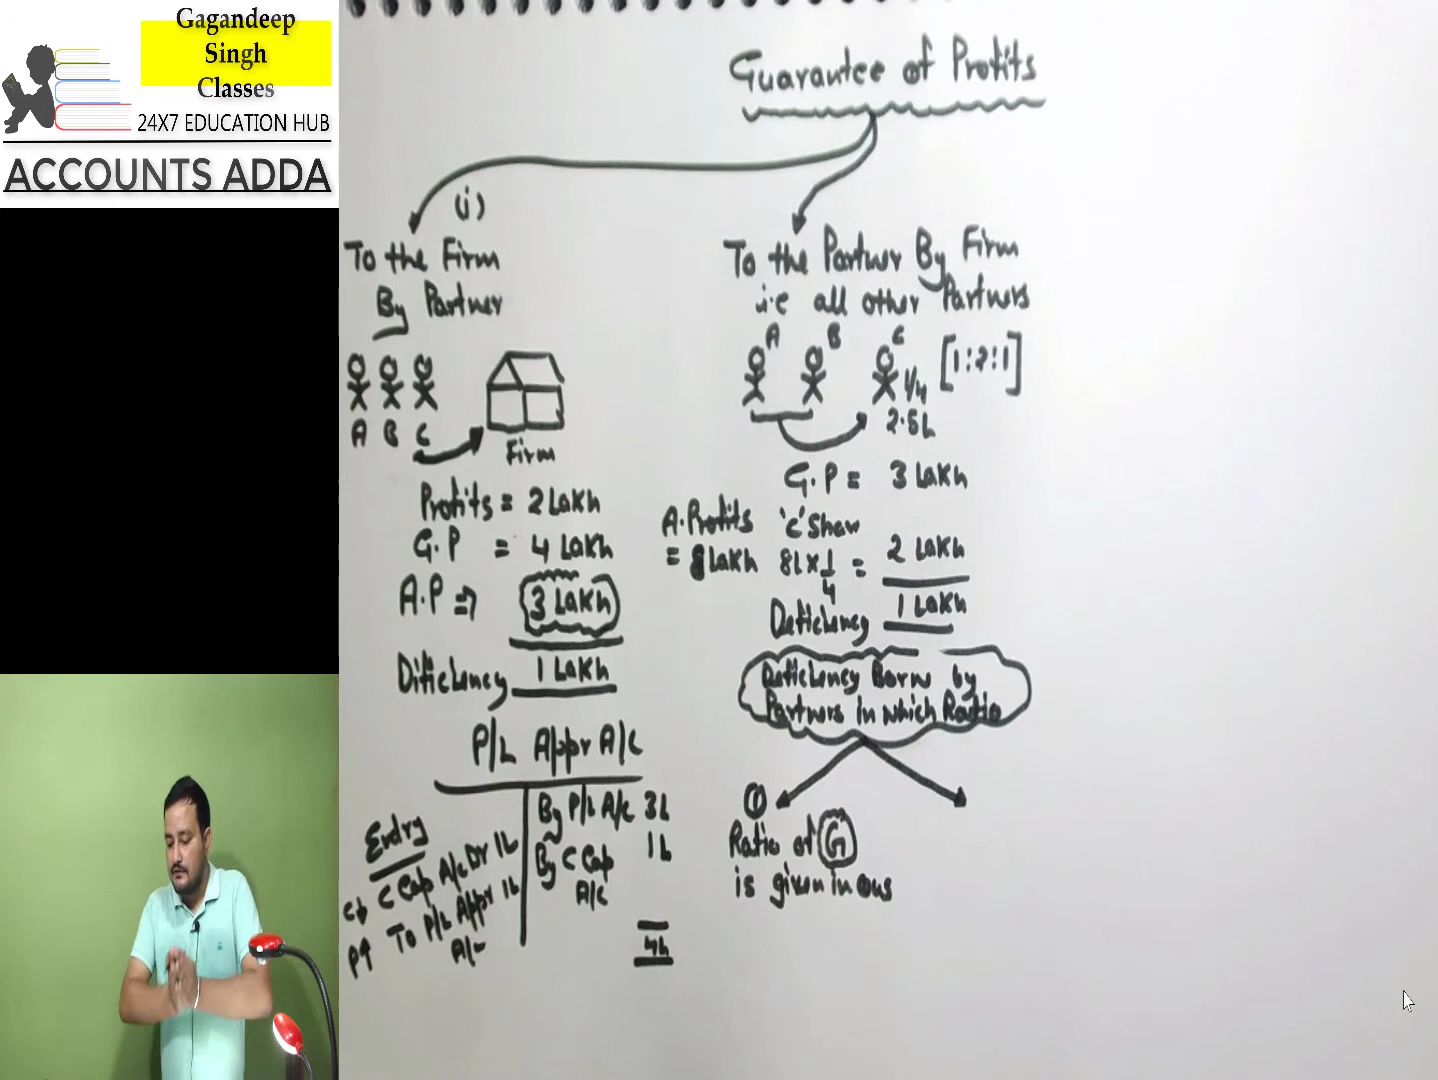 Gagandeep
Singh
Classes
24X7 EDUCATION HUB
ACCOUNTS ADDA
Guarantee of Profits
(i)
To the Firm
By Partner
A B C
Firm
Profits = 2 Lakh
G.P = 4 Lakh
A.P ⇒ 3 Lakh
Dificiency 1 Lakh
P/L Appr A/c
By P/L A/c 3L
By C Cap A/c 1L
4L
Entry
C Cap A/c Dr 1L
To P/L Appr 1L
A/c
C↓
P↑
To the Partner By Firm
i.e all other Partners
A B C [1:2:1]
1/4
2.5L
G.P = 3 Lakh
A.Profits 'C' Share
= 8 Lakh 8L x 1/4 = 2 Lakh
Deficiency 1 Lakh
Deficiency Born by
Partners in which Ratio
①
Ratio of G
is given in ques